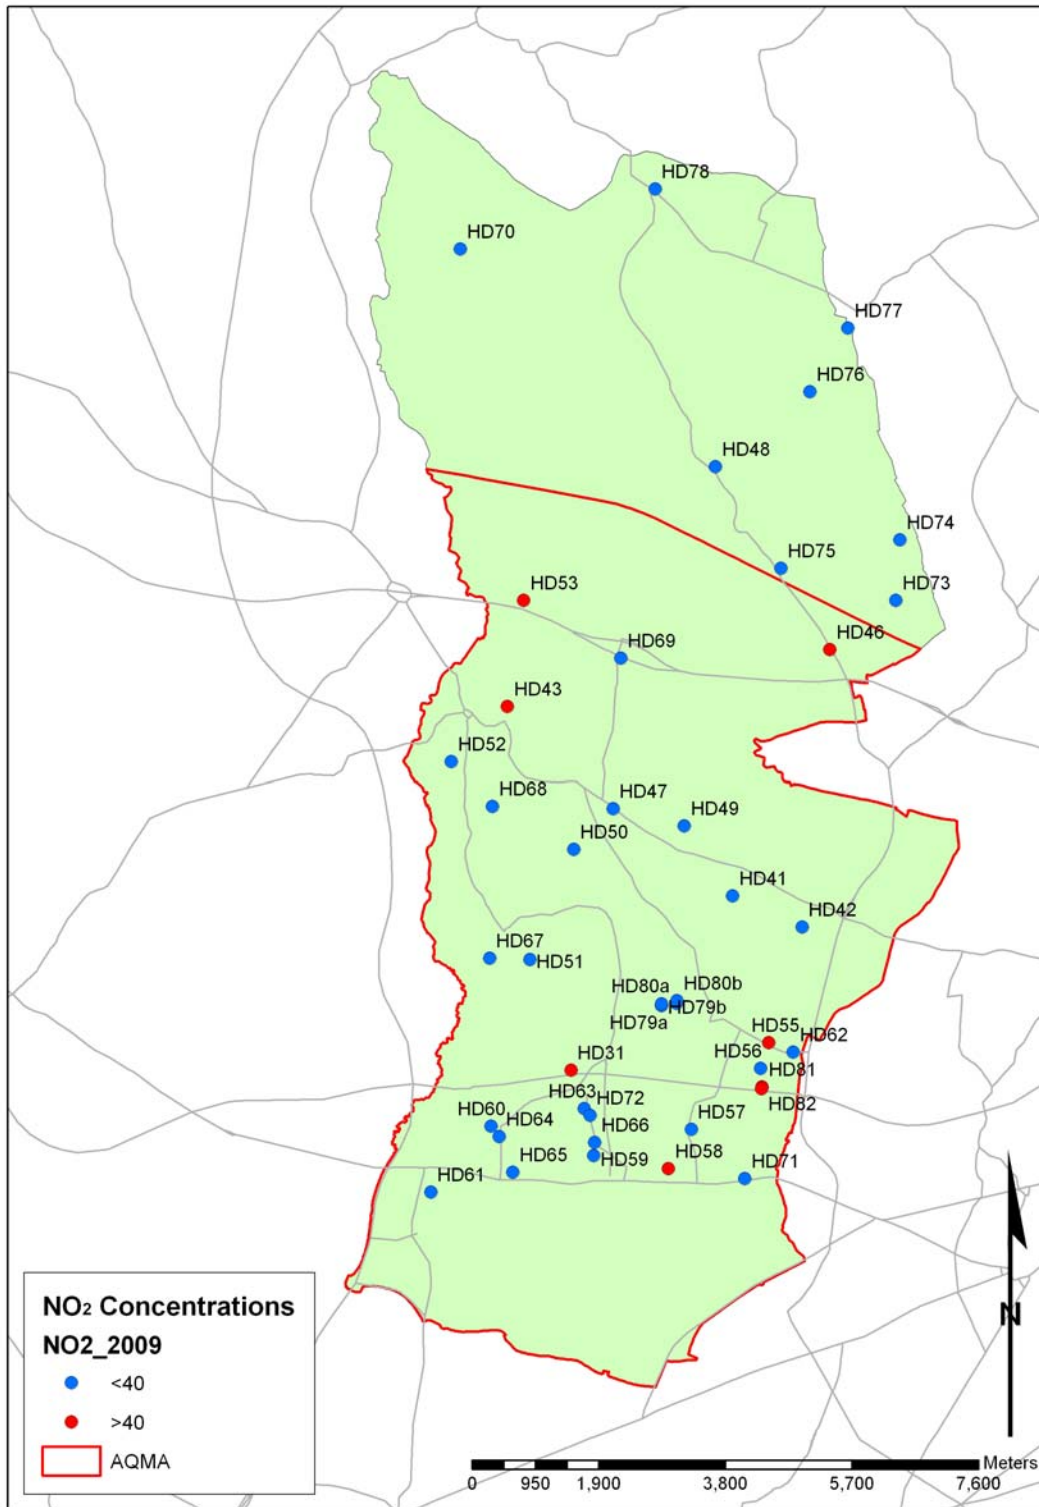 HD78
HD70
HD77
HD76
HD48
HD74
HD75
HD73
HD53
HD46
HD69
HD43
HD52
HD68
HD47
HD49
HD50
HD41
HD42
HD67
HD51
HD80a
HD80b
HD79a
HD79b
HD55
HD62
HD31
HD56
HD81
HD63
HD72
HD82
HD60
HD64
HD66
HD57
HD65
HD59
HD58
HD71
HD61
N
NO2 Concentrations
NO2_2009
<40
>40
AQMA
Meters
0 950 1,900 3,800 5,700 7,600